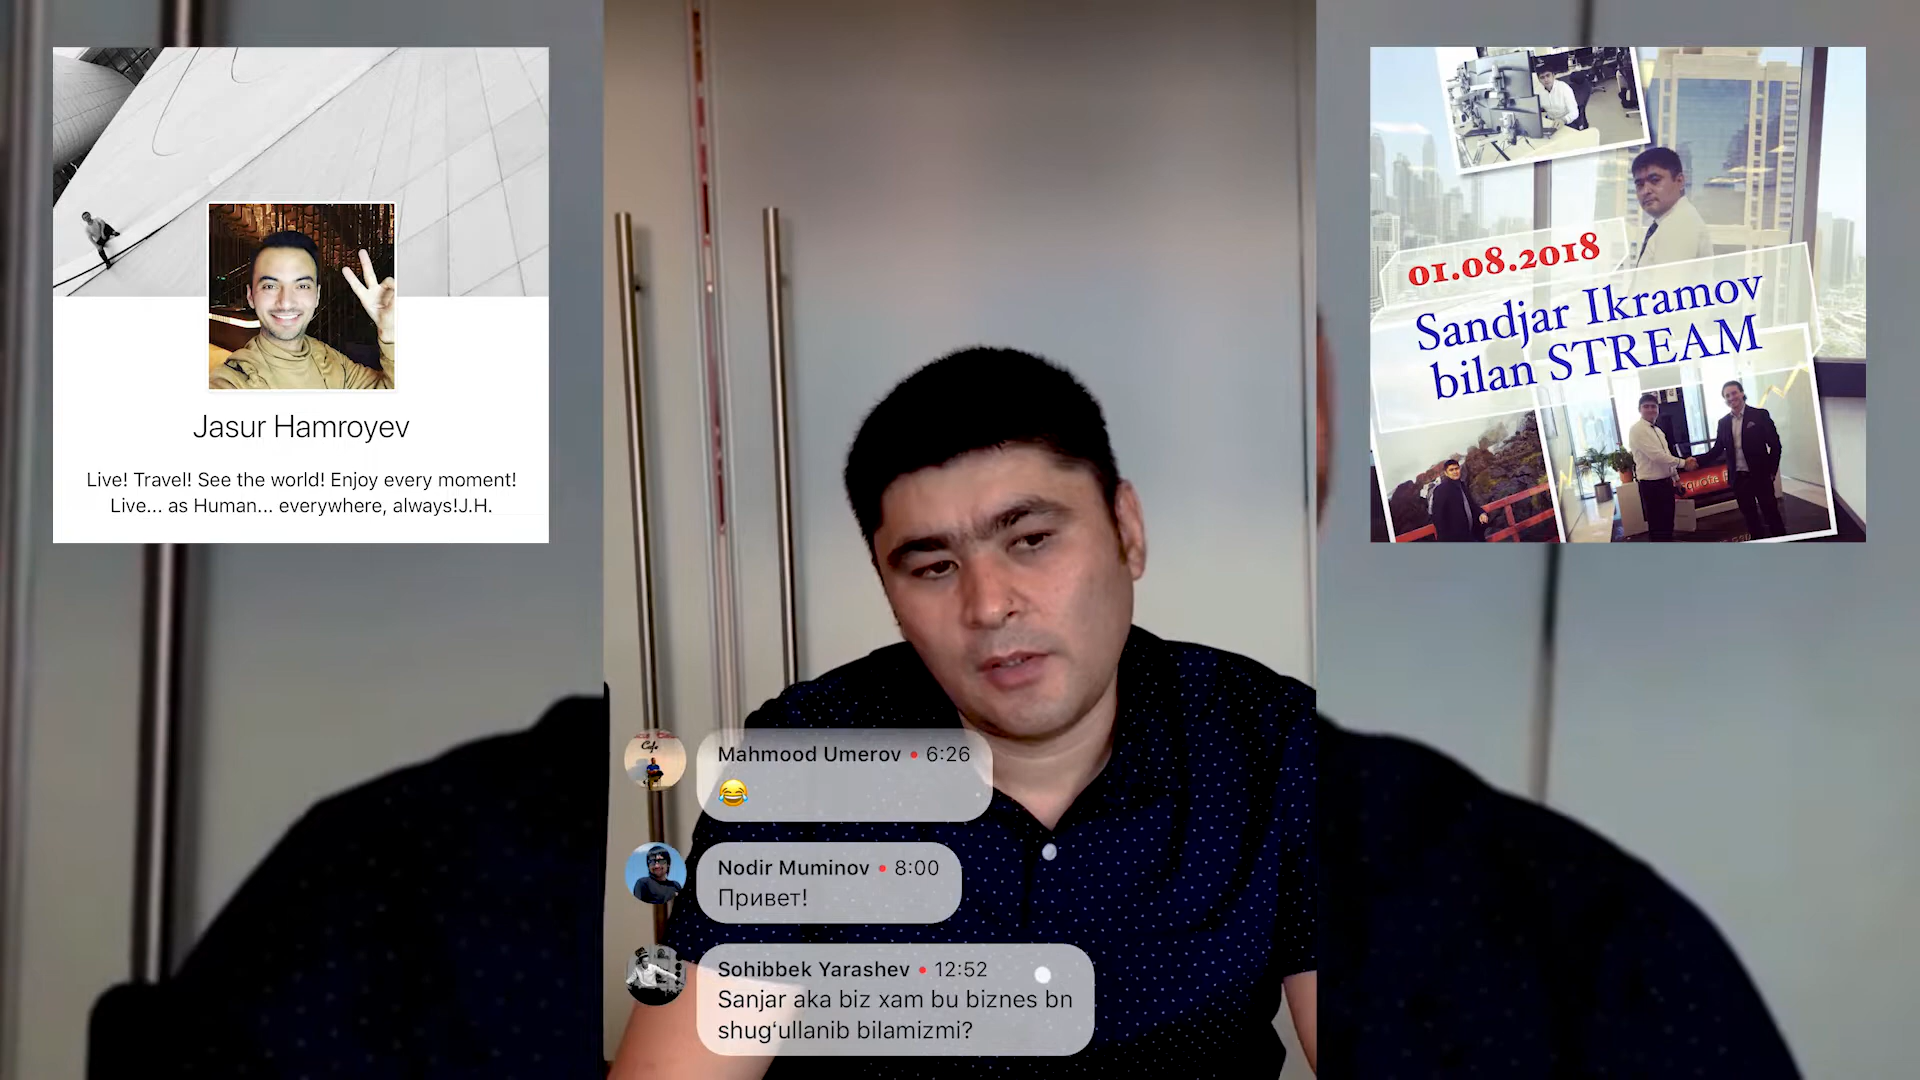 Jasur Hamroyev
Live! Travel! See the world! Enjoy every moment!
Live... as Human... everywhere, always!J.H.
01.08.2018
Sandjar Ikramov
bilan STREAM
Cafe
Mahmood Umerov • 6:26
😂
Nodir Muminov • 8:00
Привет!
Sohibbek Yarashev • 12:52
Sanjar aka biz xam bu biznes bn
shug‘ullanib bilamizmi?